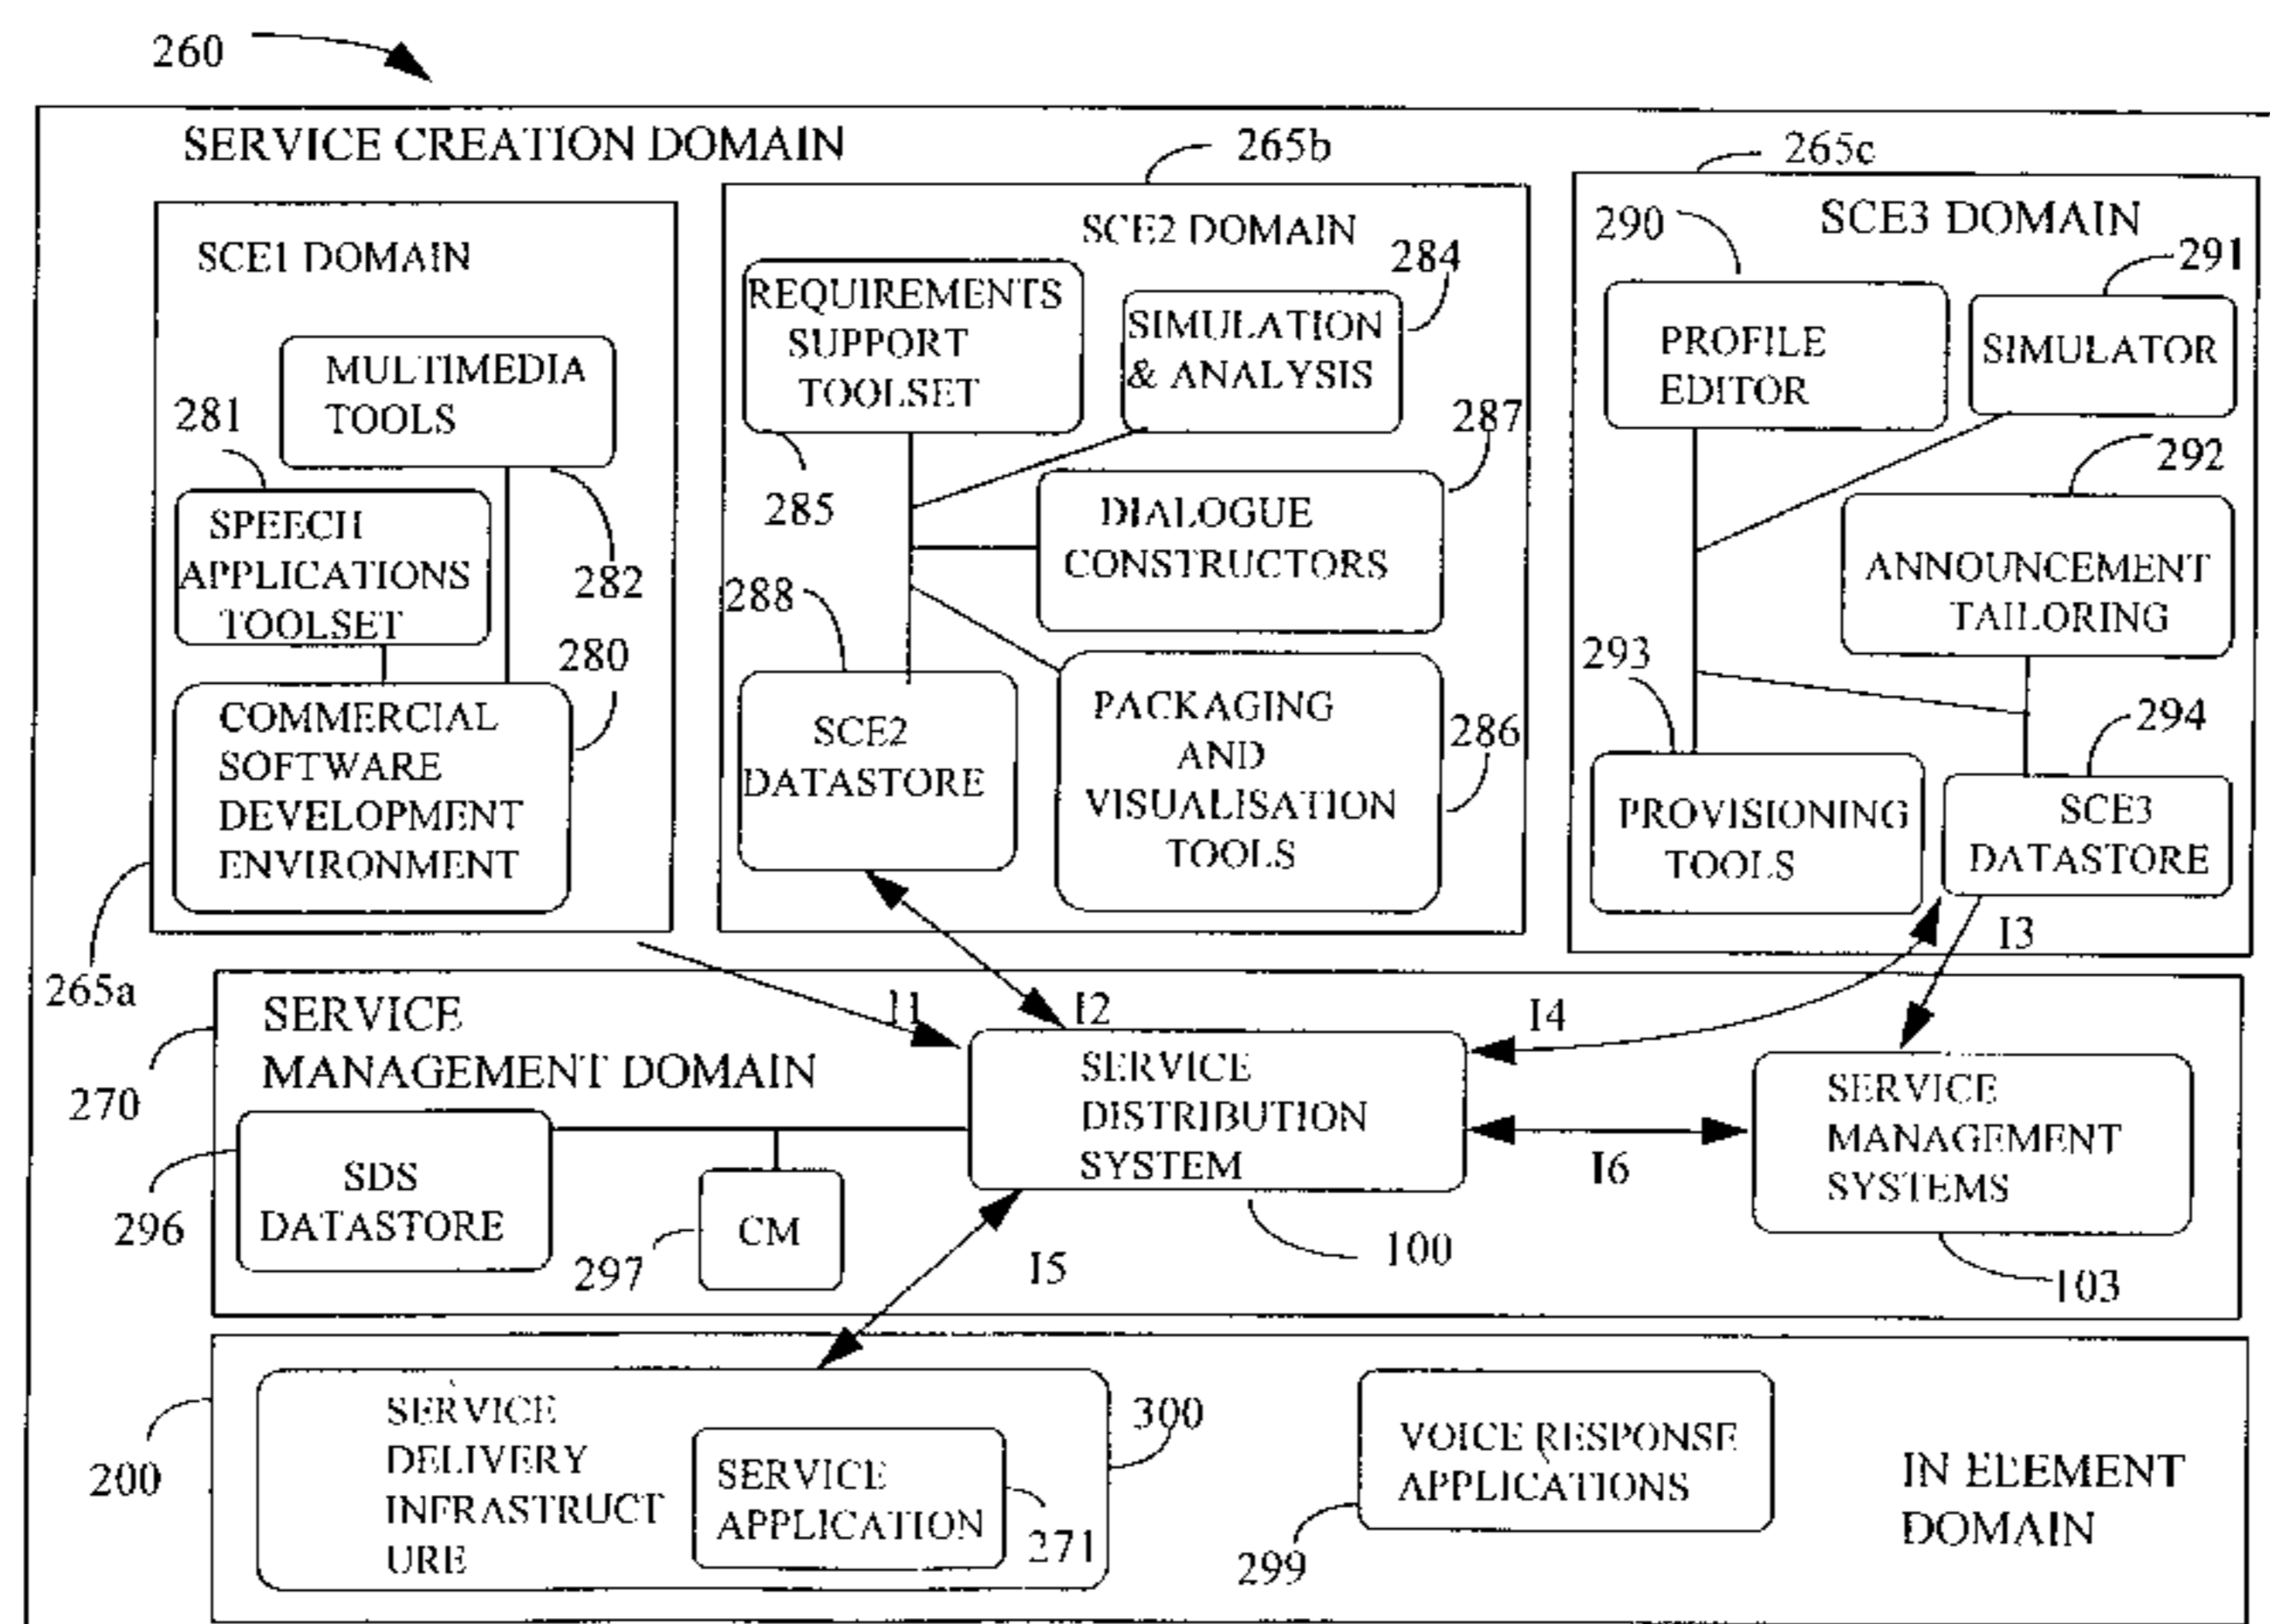 260
SERVICE CREATION DOMAIN
265b
265c
SCE1 DOMAIN
MULTIMEDIA
TOOLS
281
SPEECH
APPLICATIONS
TOOLSET
282
280
COMMERCIAL
SOFTWARE
DEVELOPMENT
ENVIRONMENT
265a
SCE2 DOMAIN
REQUIREMENTS
SUPPORT
TOOLSET
284
SIMULATION
& ANALYSIS
285
287
DIALOGUE
CONSTRUCTORS
288
SCE2
DATASTORE
PACKAGING
AND
VISUALISATION
TOOLS
286
SCE3 DOMAIN
290
291
PROFILE
EDITOR
SIMULATOR
292
ANNOUNCEMENT
TAILORING
293
294
PROVISIONING
TOOLS
SCE3
DATASTORE
I3
I1
I2
I4
SERVICE
MANAGEMENT DOMAIN
270
SERVICE
DISTRIBUTION
SYSTEM
SERVICE
MANAGEMENT
SYSTEMS
I6
SDS
DATASTORE
296
CM
297
100
103
I5
SERVICE
DELIVERY
INFRASTRUCT
URE
200
300
SERVICE
APPLICATION
271
VOICE RESPONSE
APPLICATIONS
299
IN ELEMENT
DOMAIN